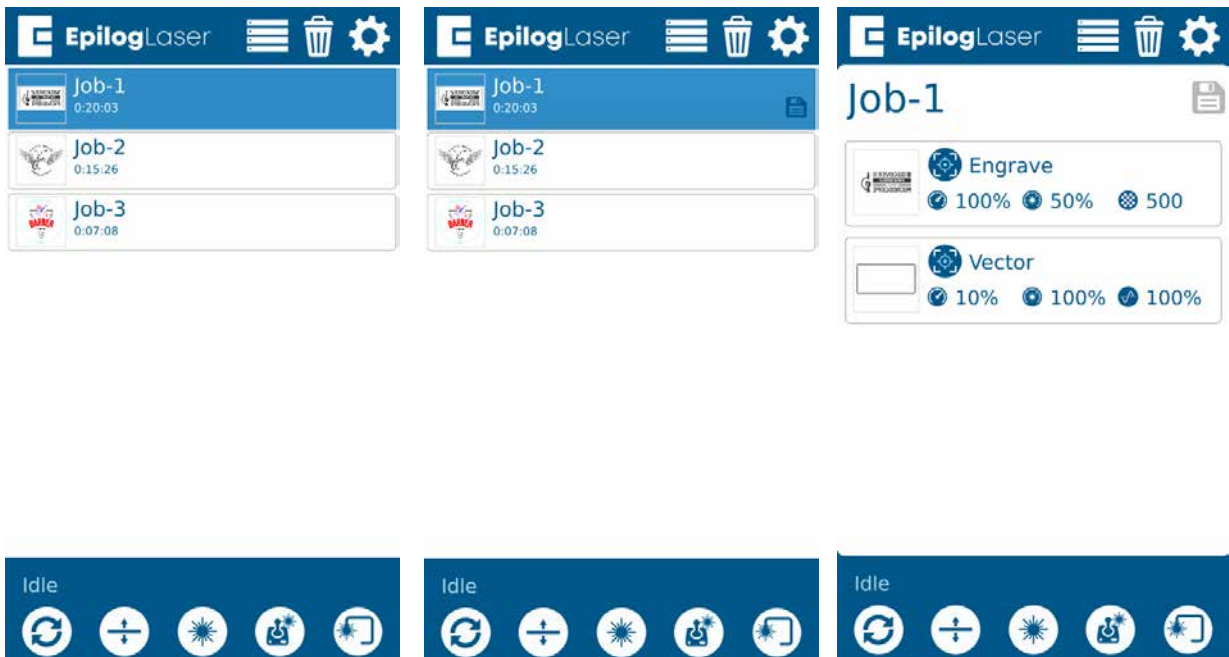 EpilogLaser
Job-1
0:20:03
Job-2
0:15:26
Job-3
0:07:08
Idle
EpilogLaser
Job-1
0:20:03
Job-2
0:15:26
Job-3
0:07:08
Idle
EpilogLaser
Job-1
Engrave
100% 50% 500
Vector
10% 100% 100%
Idle